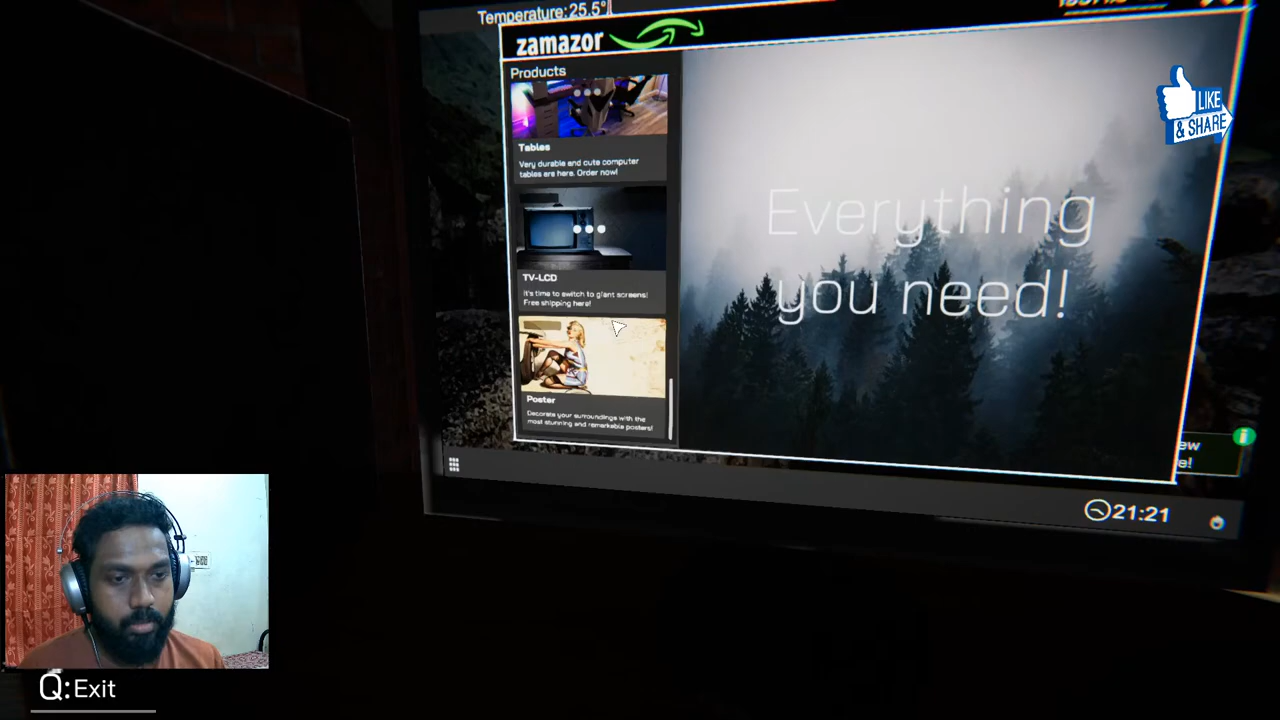 Temperature:25.5°
zamazor
LIKE
& SHARE
Products
Tables
Very durable and cute computer
tables are here. Order now!
TV-LCD
It's time to switch to giant screens!
Free shipping here!
Poster
Decorate your surroundings with the
most stunning and remarkable posters!
Everything
you need!
ew
e!
i
21:21
Q:Exit